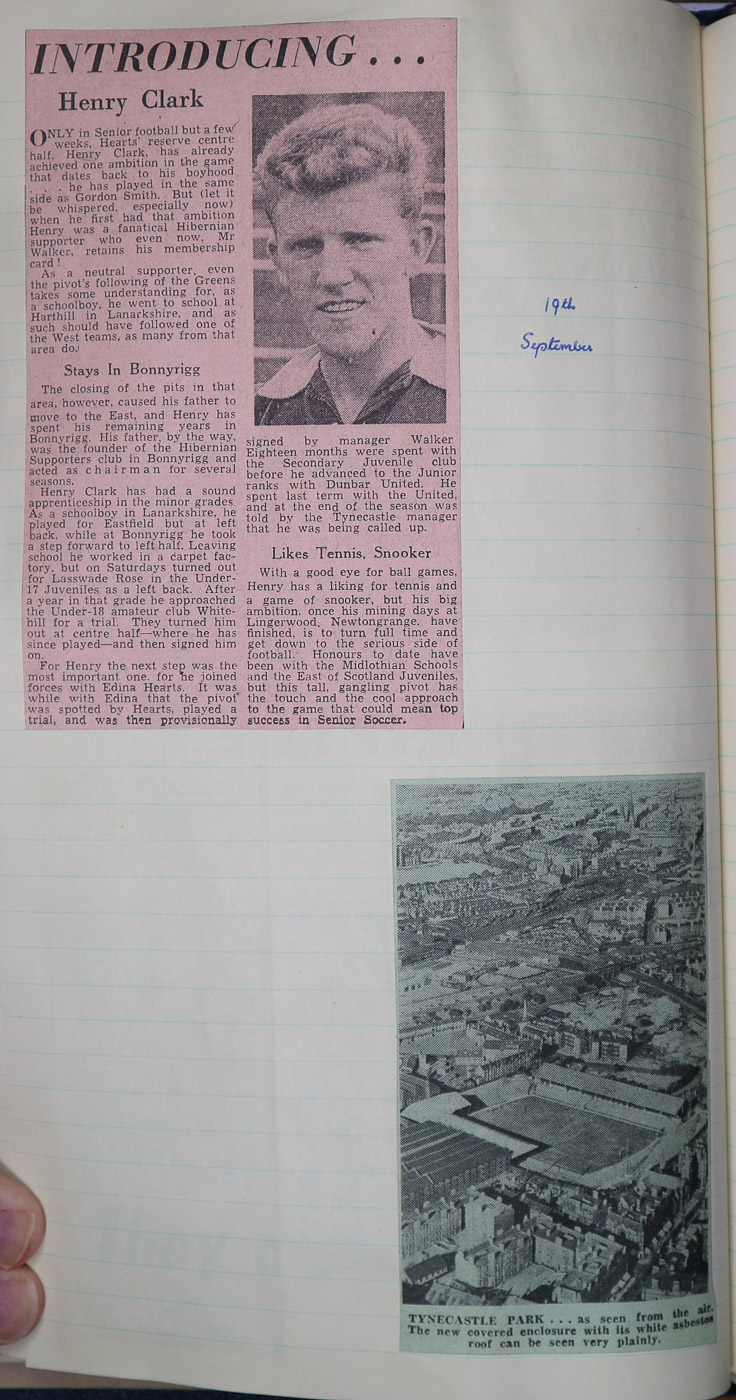 INTRODUCING . . .
Henry Clark
ONLY in Senior football but a few
weeks, Hearts' reserve centre
half, Henry Clark, has already
achieved one ambition in the game
that dates back to his boyhood
. . . he has played in the same
side as Gordon Smith. But (let it
be whispered, especially now)
when he first had that ambition
Henry was a fanatical Hibernian
supporter who even now, Mr
Walker, retains his membership
card !
As a neutral supporter, even
the pivot's following of the Greens
takes some understanding for, as
a schoolboy, he went to school at
Harthill in Lanarkshire, and as
such should have followed one of
the West teams, as many from that
area do.
Stays In Bonnyrigg
The closing of the pits in that
area, however, caused his father to
move to the East, and Henry has
spent his remaining years in
Bonnyrigg. His father, by the way,
was the founder of the Hibernian
Supporters club in Bonnyrigg and
acted as chairman for several
seasons.
Henry Clark has had a sound
apprenticeship in the minor grades
As a schoolboy in Lanarkshire, he
played for Eastfield but at left
back, while at Bonnyrigg he took
a step forward to left half. Leaving
school he worked in a carpet fac-
tory, but on Saturdays turned out
for Lasswade Rose in the Under-
17 Juveniles as a left back. After
a year in that grade he approached
the Under-18 amateur club White-
hill for a trial. They turned him
out at centre half—where he has
since played—and then signed him
on.
For Henry the next step was the
most important one, for he joined
forces with Edina Hearts. It was
while with Edina that the pivot
was spotted by Hearts, played a
trial, and was then provisionally
signed by manager Walker
Eighteen months were spent with
the Secondary Juvenile club
before he advanced to the Junior
ranks with Dunbar United. He
spent last term with the United,
and at the end of the season was
told by the Tynecastle manager
that he was being called up.
Likes Tennis, Snooker
With a good eye for ball games,
Henry has a liking for tennis and
a game of snooker, but his big
ambition, once his mining days at
Lingerwood, Newtongrange, have
finished, is to turn full time and
get down to the serious side of
football. Honours to date have
been with the Midlothian Schools
and the East of Scotland Juveniles,
but this tall, gangling pivot has
the touch and the cool approach
to the game that could mean top
success in Senior Soccer.
19th
September
TYNECASTLE PARK . . . as seen from the air.
The new covered enclosure with its white asbestos
roof can be seen very plainly.